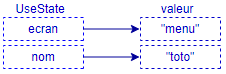 UseState valeur
ecran "menu"
nom "toto"